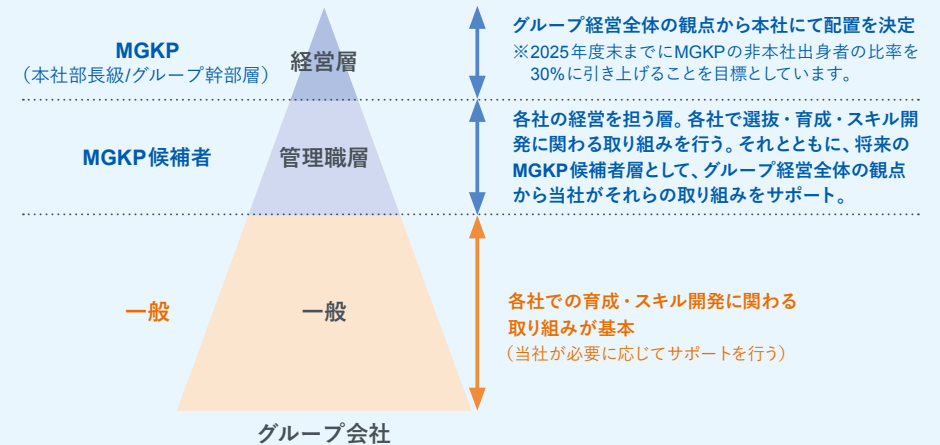 MGKP
（本社部長級/グループ幹部層）
経営層
グループ経営全体の観点から本社にて配置を決定
※2025年度末までにMGKPの非本社出身者の比率を
30%に引き上げることを目標としています。
MGKP候補者
管理職層
各社の経営を担う層。各社で選抜・育成・スキル開
発に関わる取り組みを行う。それとともに、将来の
MGKP候補者層として、グループ経営全体の観点
から当社がそれらの取り組みをサポート。
一般
一般
各社での育成・スキル開発に関わる
取り組みが基本
（当社が必要に応じてサポートを行う）
グループ会社